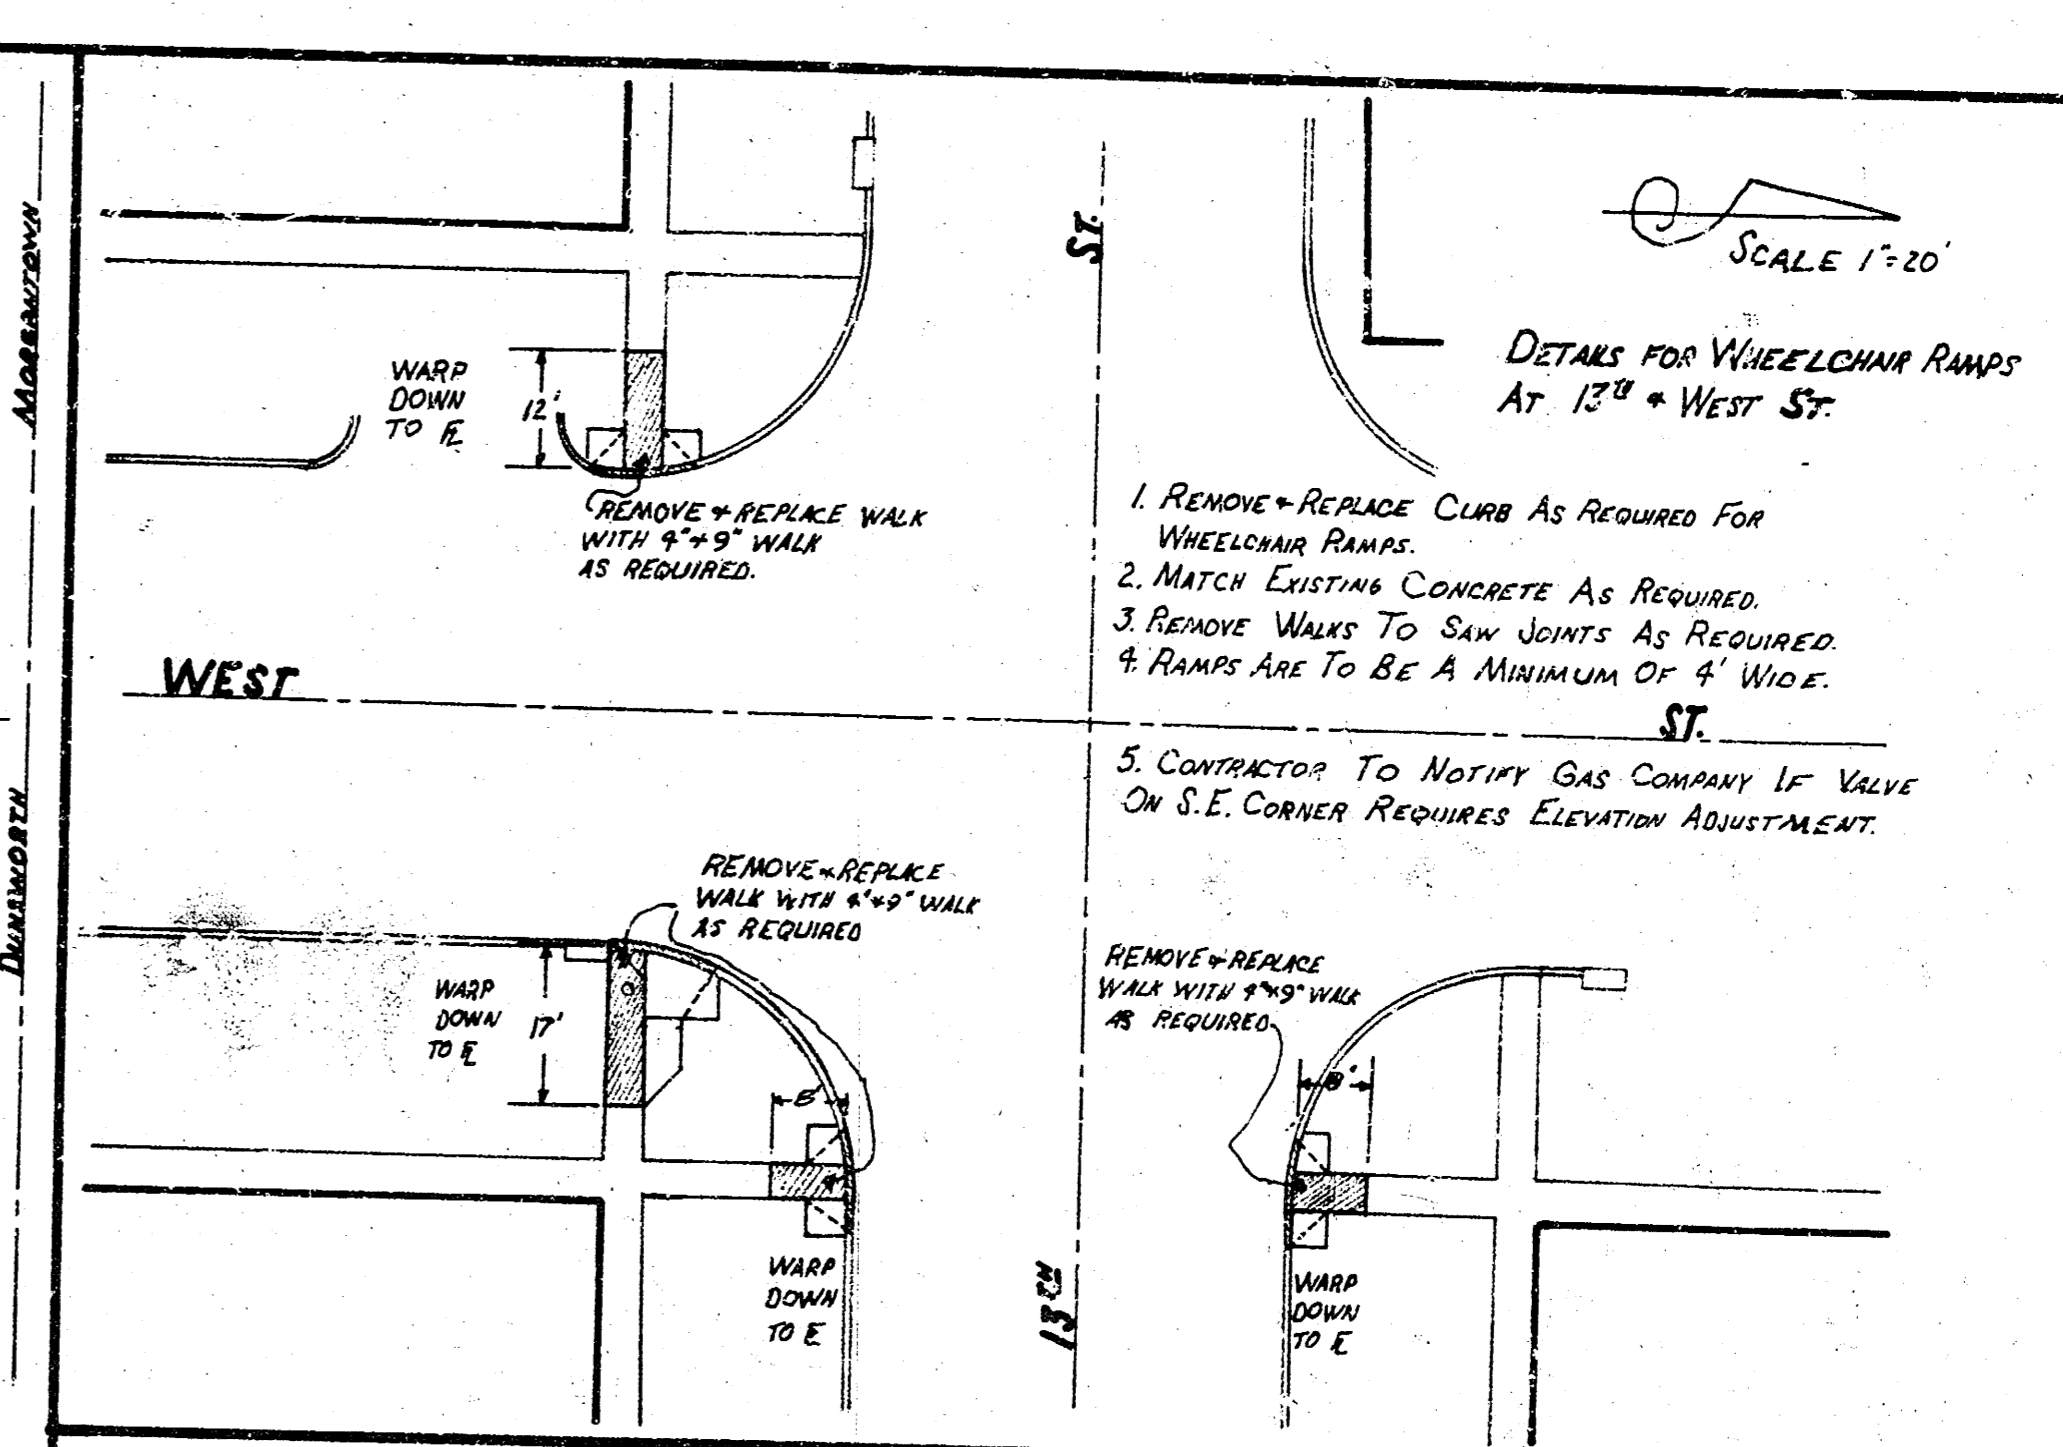 MORGANTOWN
DUNNWORTH
ST.
SCALE 1"=20'
DETAILS FOR WHEELCHAIR RAMPS
AT 13TH & WEST ST.
WARP
DOWN
TO FL
12'
REMOVE & REPLACE WALK
WITH 4" & 9" WALK
AS REQUIRED.
1. REMOVE & REPLACE CURB AS REQUIRED FOR
WHEELCHAIR RAMPS.
2. MATCH EXISTING CONCRETE AS REQUIRED.
3. REMOVE WALKS TO SAW JOINTS AS REQUIRED.
4. RAMPS ARE TO BE A MINIMUM OF 4' WIDE.
WEST
ST.
5. CONTRACTOR TO NOTIFY GAS COMPANY IF VALVE
ON S.E. CORNER REQUIRES ELEVATION ADJUSTMENT.
REMOVE & REPLACE
WALK WITH 4" & 9" WALK
AS REQUIRED
WARP
DOWN
TO FL
17'
8'
REMOVE & REPLACE
WALK WITH 4" & 9" WALK
AS REQUIRED
8'
WARP
DOWN
TO FL
13TH
WARP
DOWN
TO FL